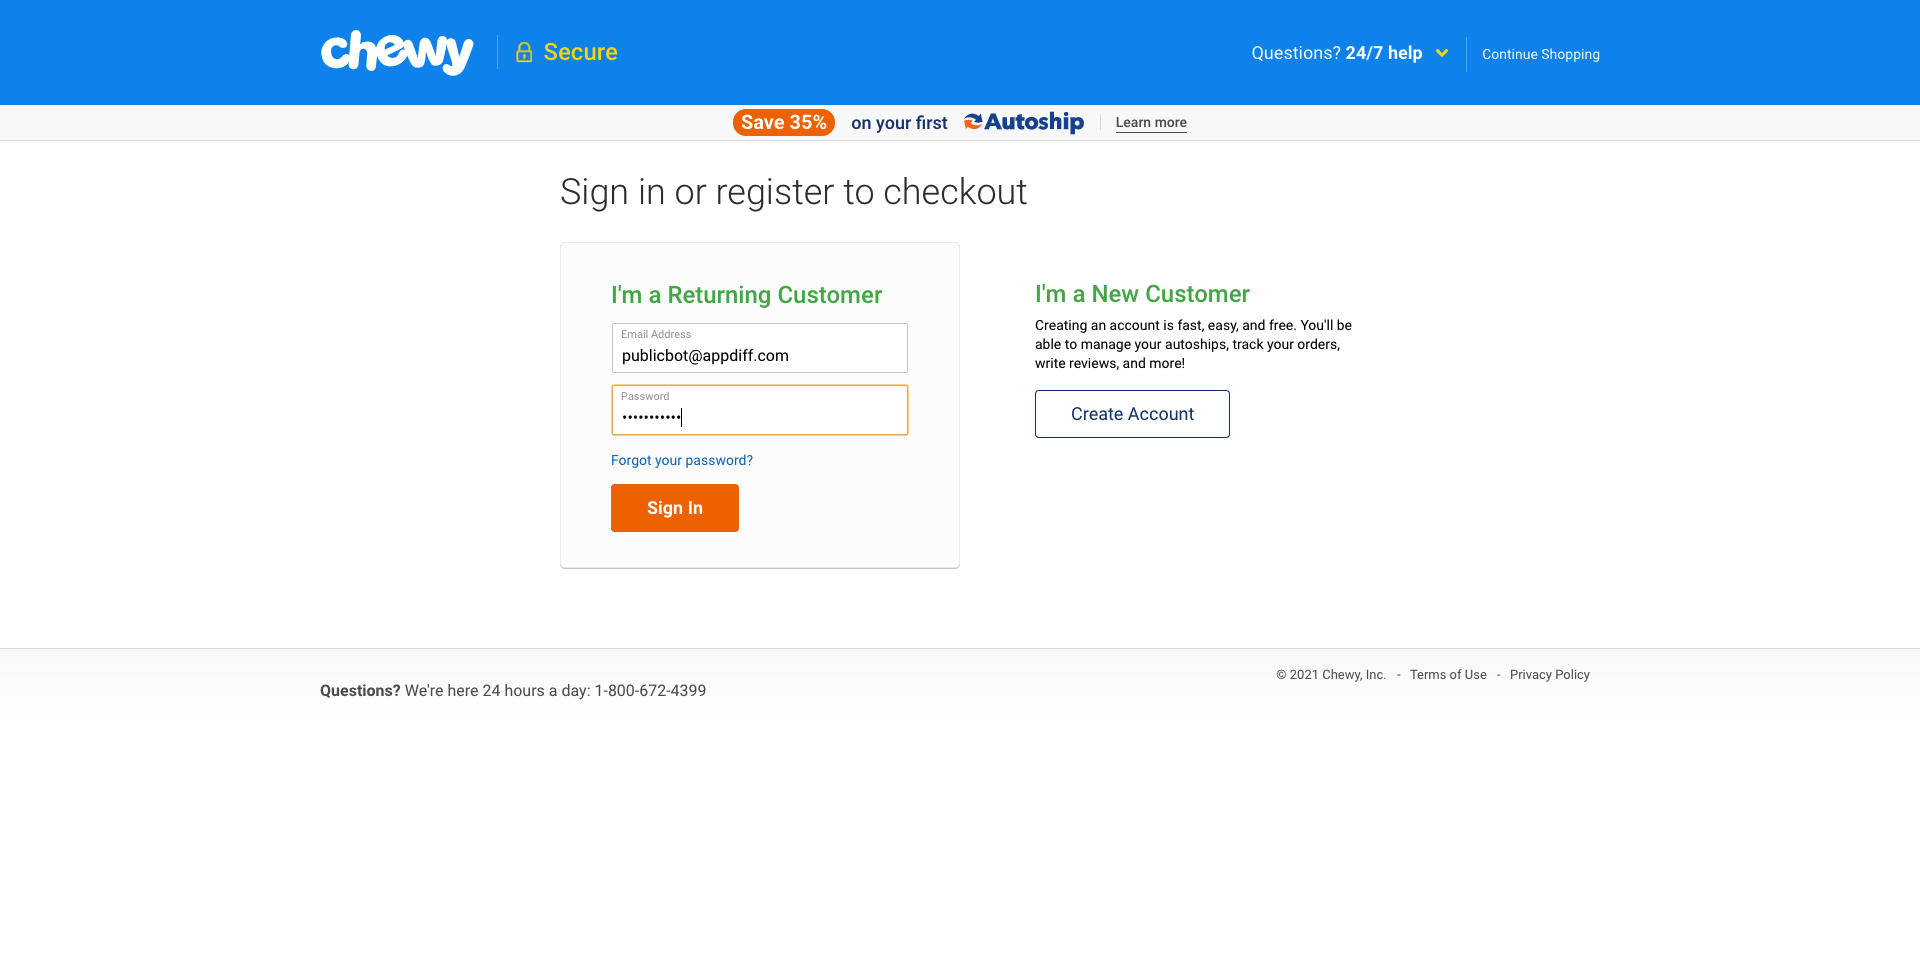 chewy
Secure
Questions? 24/7 help
Continue Shopping
Save 35% on your first Autoship
Learn more
Sign in or register to checkout
I'm a Returning Customer
Email Address
publicbot@appdiff.com
Password
•••••••••••
Forgot your password?
Sign In
I'm a New Customer
Creating an account is fast, easy, and free. You'll be
able to manage your autoships, track your orders,
write reviews, and more!
Create Account
Questions? We're here 24 hours a day: 1-800-672-4399
© 2021 Chewy, Inc. - Terms of Use - Privacy Policy